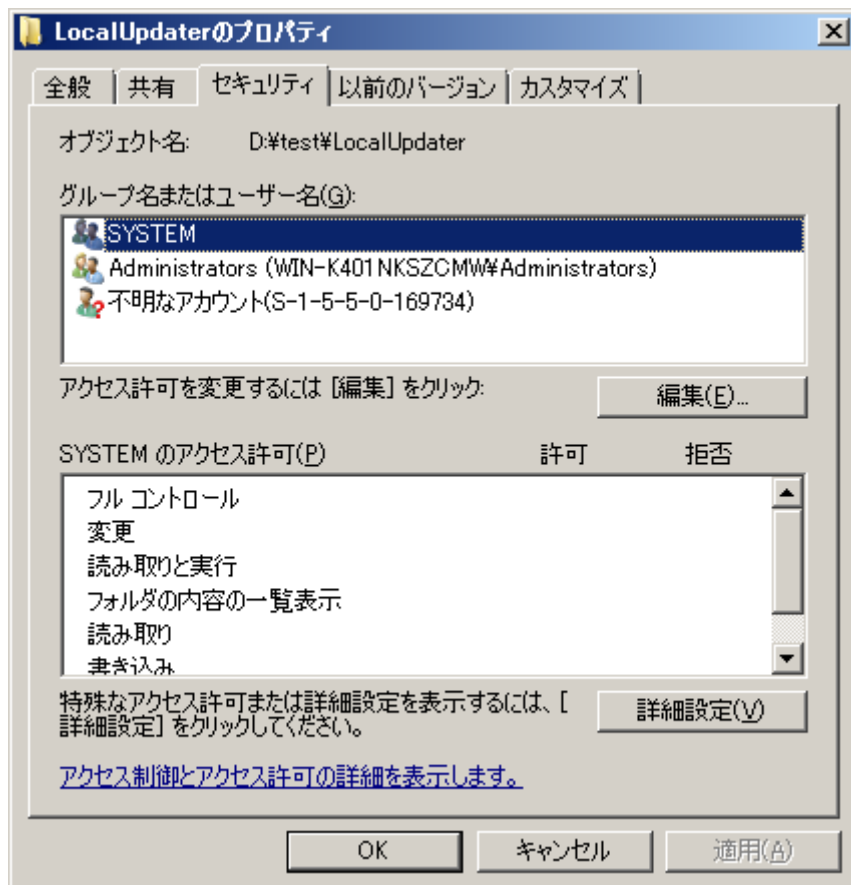 LocalUpdaterのプロパティ
全般 共有 セキュリティ 以前のバージョン カスタマイズ
オブジェクト名: D:¥test¥LocalUpdater
グループ名またはユーザー名(G):
SYSTEM
Administrators (WIN-K401NKSZCMW¥Administrators)
不明なアカウント(S-1-5-5-0-169734)
アクセス許可を変更するには [編集] をクリック:
編集(E)...
SYSTEM のアクセス許可(P) 許可 拒否
フル コントロール
変更
読み取りと実行
フォルダの内容の一覧表示
読み取り
書き込み
特殊なアクセス許可または詳細設定を表示するには、[
詳細設定] をクリックしてください。
詳細設定(V)
アクセス制御とアクセス許可の詳細を表示します。
OK キャンセル 適用(A)